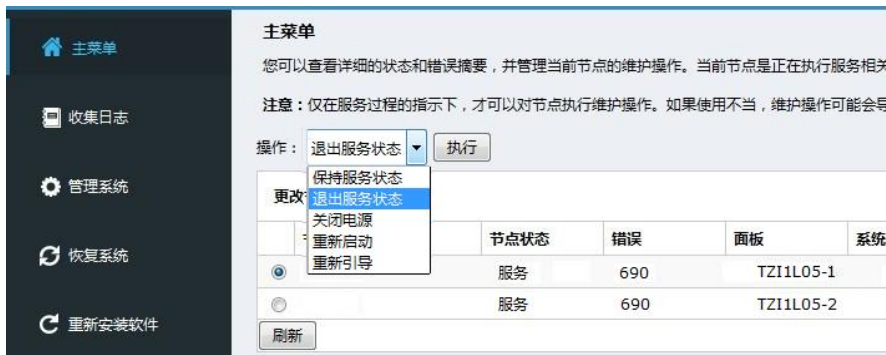 主菜单
收集日志
管理系统
恢复系统
重新安装软件
主菜单
您可以查看详细的状态和错误摘要，并管理当前节点的维护操作。当前节点是正在执行服务相关
注意：仅在服务过程的指示下，才可以对节点执行维护操作。如果使用不当，维护操作可能会导
操作： 退出服务状态 执行
保持服务状态
退出服务状态
关闭电源
重新启动
重新引导
更改
节点状态 错误 面板 系统
服务 690 TZI1L05-1
服务 690 TZI1L05-2
刷新